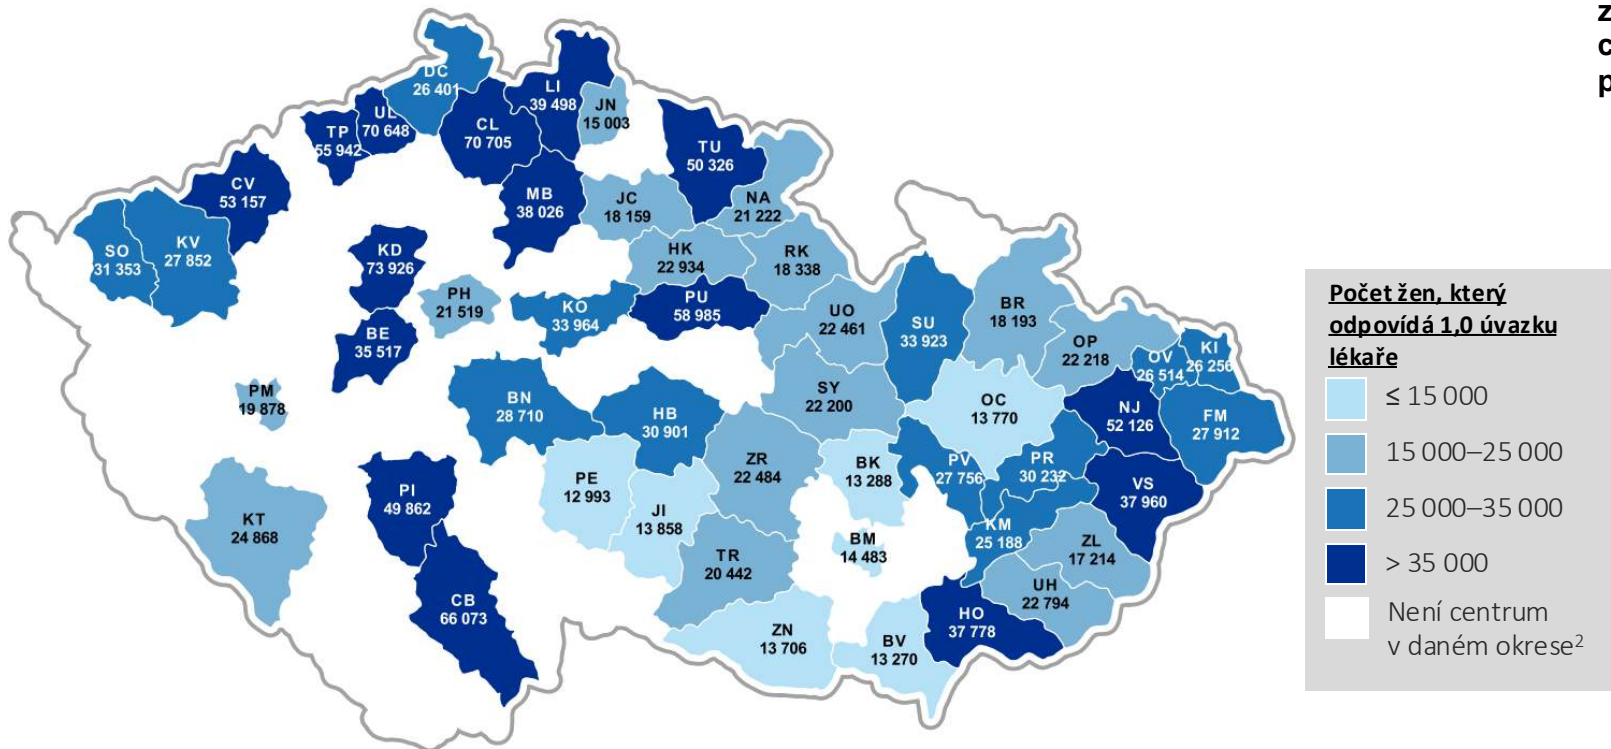 z
c
p
DC
26 401
LI
39 498
JN
15 003
UL
70 648
TP
55 942
CL
70 705
TU
50 326
CV
53 157
MB
38 026
JC
18 159
NA
21 222
SO
31 353
KV
27 852
KD
73 926
HK
22 934
RK
18 338
PH
21 519
KO
33 964
PU
58 985
UO
22 461
SU
33 923
BR
18 193
BE
35 517
OP
22 218
OV
26 514
KI
26 256
PM
19 878
BN
28 710
HB
30 901
SY
22 200
OC
13 770
NJ
52 126
FM
27 912
PE
12 993
ZR
22 484
BK
13 288
PV
27 756
PR
30 232
VS
37 960
PI
49 862
KT
24 868
JI
13 858
BM
14 483
KM
25 188
ZL
17 214
TR
20 442
UH
22 794
CB
66 073
ZN
13 706
BV
13 270
HO
37 778
Počet žen, který
odpovídá 1,0 úvazku
lékaře
≤ 15 000
15 000–25 000
25 000–35 000
> 35 000
Není centrum
v daném okrese²